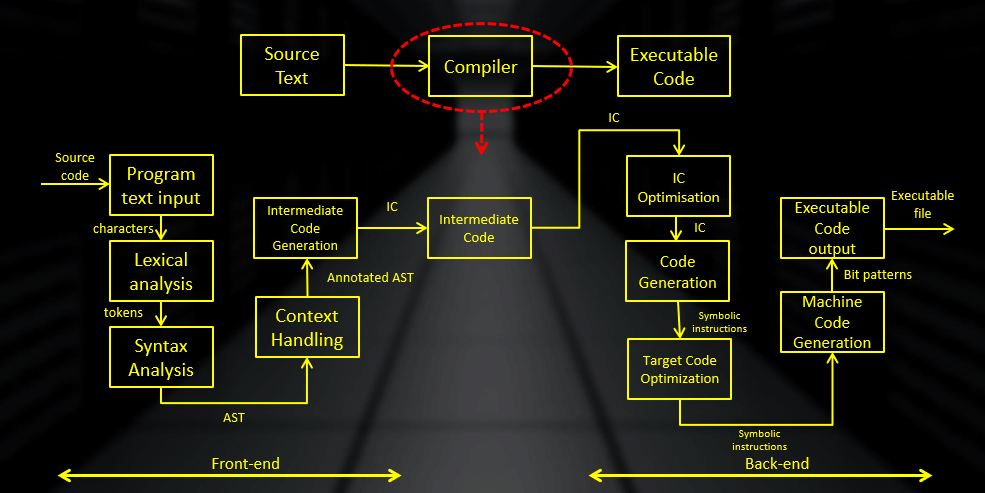 Source
Text
Compiler
Executable
Code
Source
code
Program
text input
characters
Lexical
analysis
tokens
Syntax
Analysis
AST
Context
Handling
Annotated AST
Intermediate
Code
Generation
IC
Intermediate
Code
IC
IC
Optimisation
IC
Code
Generation
Symbolic
instructions
Target Code
Optimization
Symbolic
instructions
Machine
Code
Generation
Bit patterns
Executable
Code
output
Executable
file
Front-end
Back-end